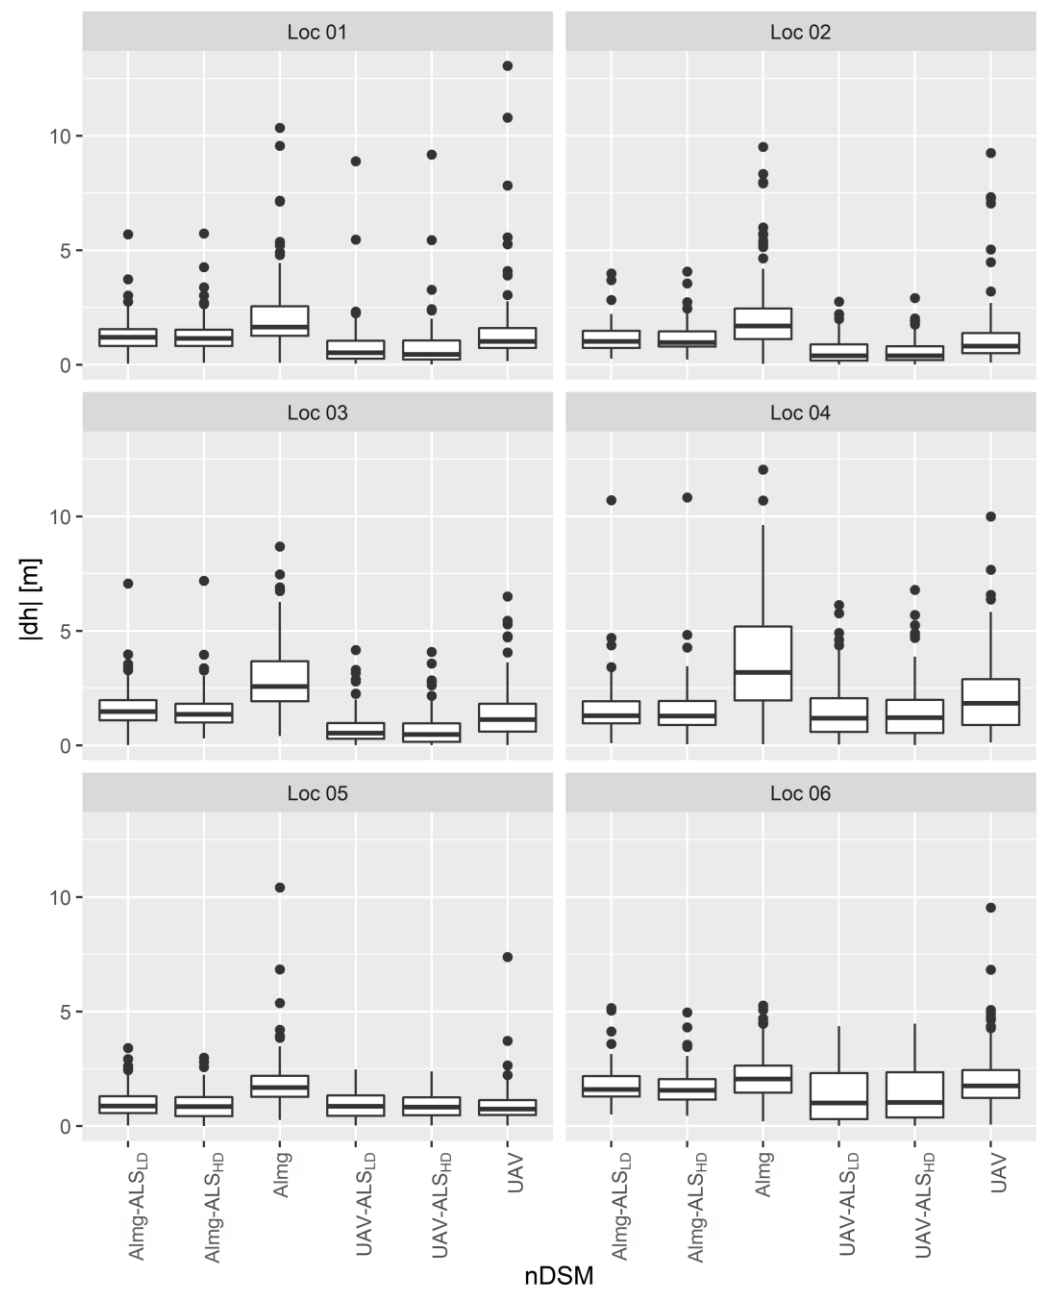 Loc 01
Loc 02
10
5
0
Loc 03
Loc 04
10
5
0
|dh| [m]
Loc 05
Loc 06
10
5
0
AImg-ALSLD
AImg-ALSHD
AImg
UAV-ALSLD
UAV-ALSHD
UAV
AImg-ALSLD
AImg-ALSHD
AImg
UAV-ALSLD
UAV-ALSHD
UAV
nDSM